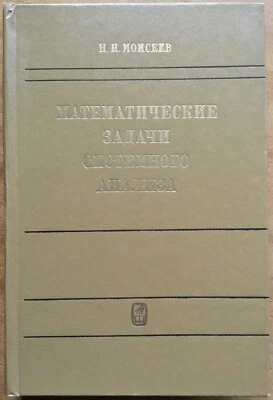 Н. Н. МОИСЕЕВ
МАТЕМАТИЧЕСКИЕ
ЗАДАЧИ
СИСТЕМНОГО
АНАЛИЗА